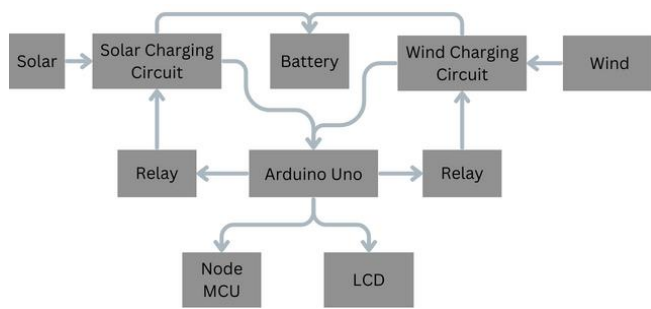 Solar
Solar Charging
Circuit
Battery
Wind Charging
Circuit
Wind
Relay
Arduino Uno
Relay
Node
MCU
LCD